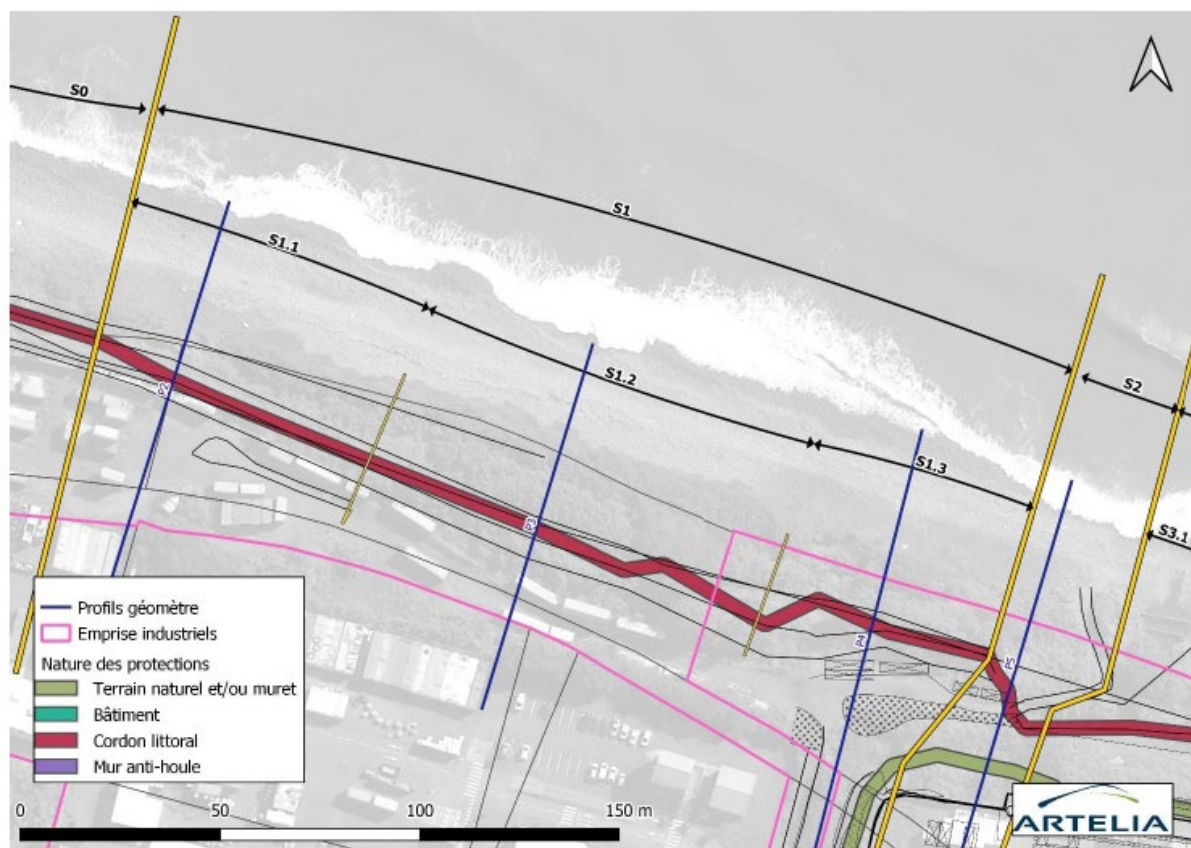 S0
S1
S1.1
S1.2
S2
S1.3
S3.1
P2
P3
P4
P5
Profils géomètre
Emprise industriels
Nature des protections
Terrain naturel et/ou muret
Bâtiment
Cordon littoral
Mur anti-houle
0 50 100 150 m
ARTELIA